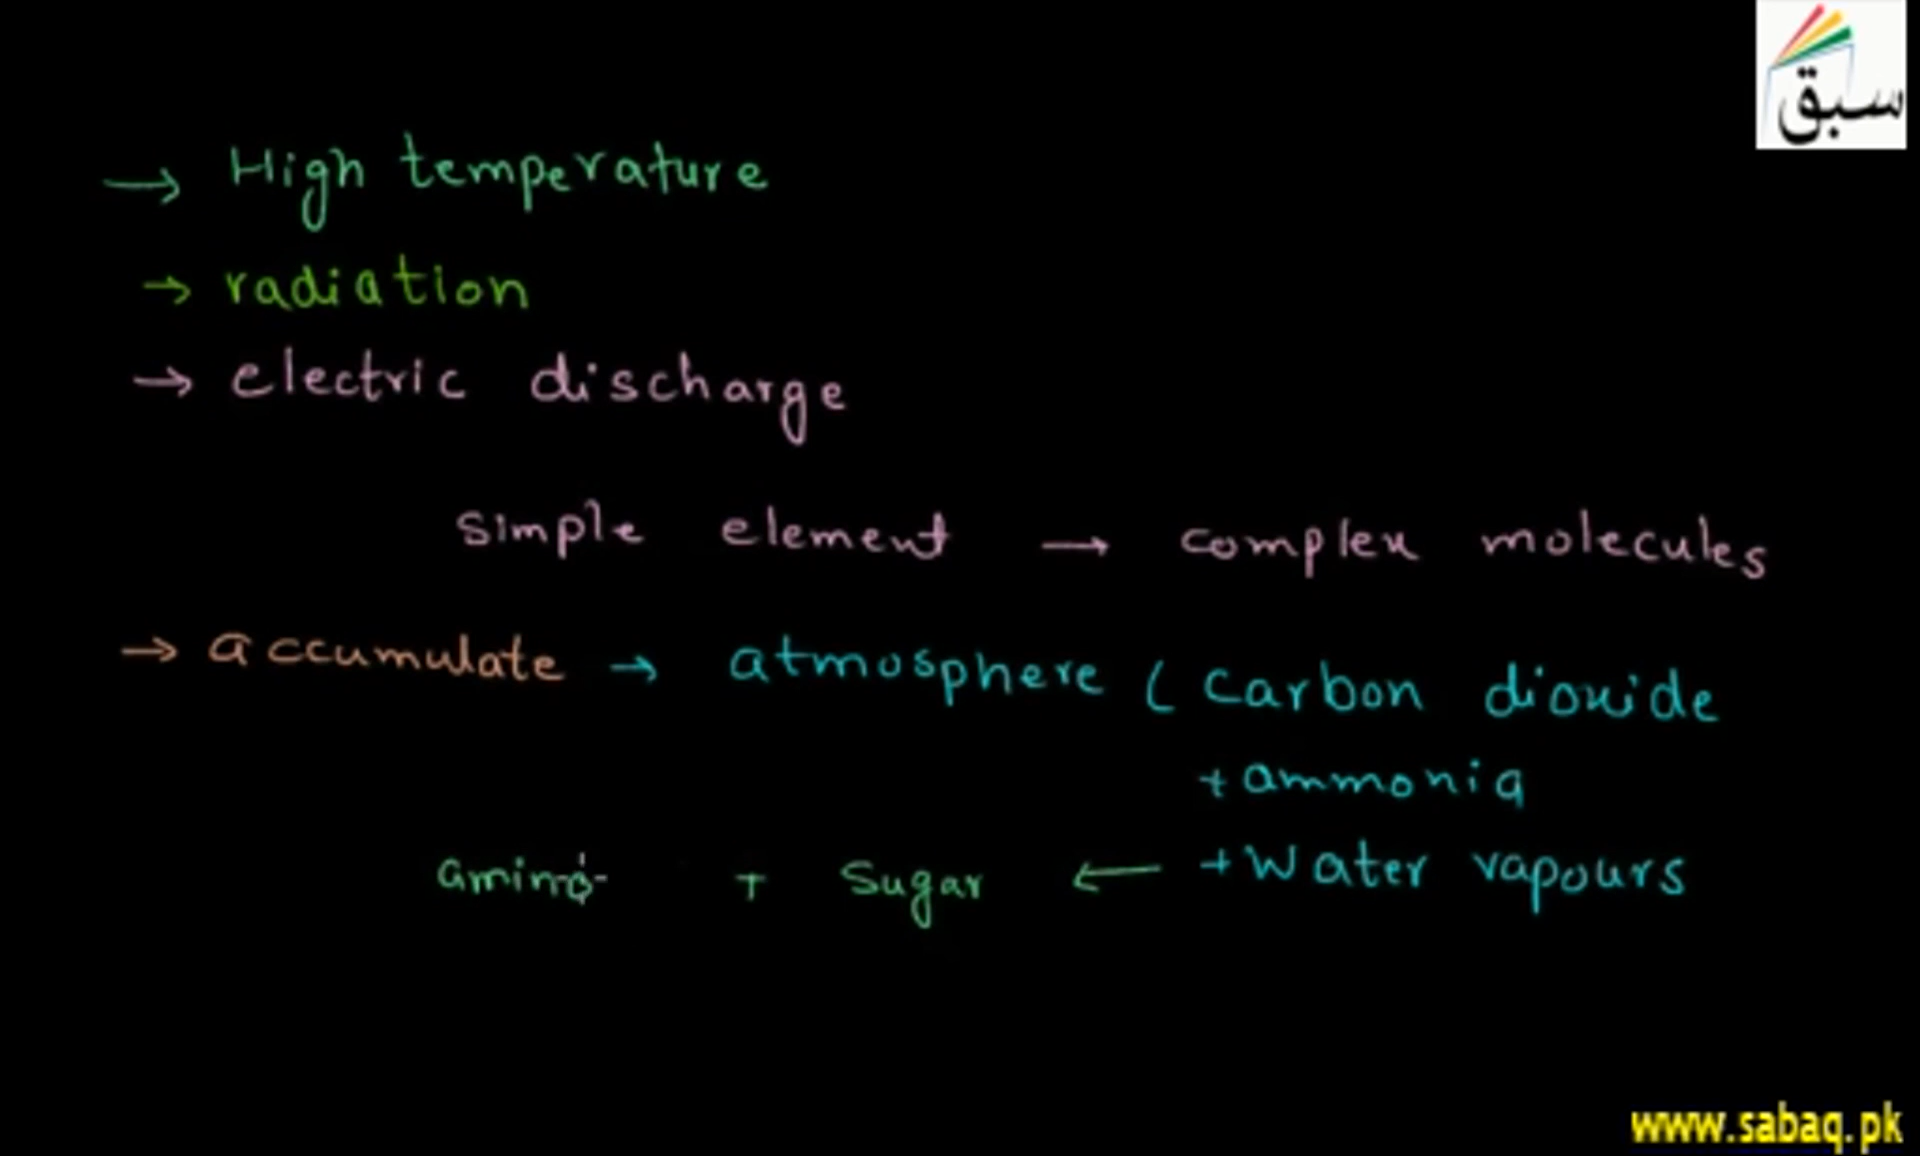 سبق
→ High temperature
→ radiation
→ electric discharge
simple element → complex molecules
→ accumulate → atmosphere ( Carbon dioxide
+ ammonia
amino + Sugar ← + Water vapours
www.sabaq.pk